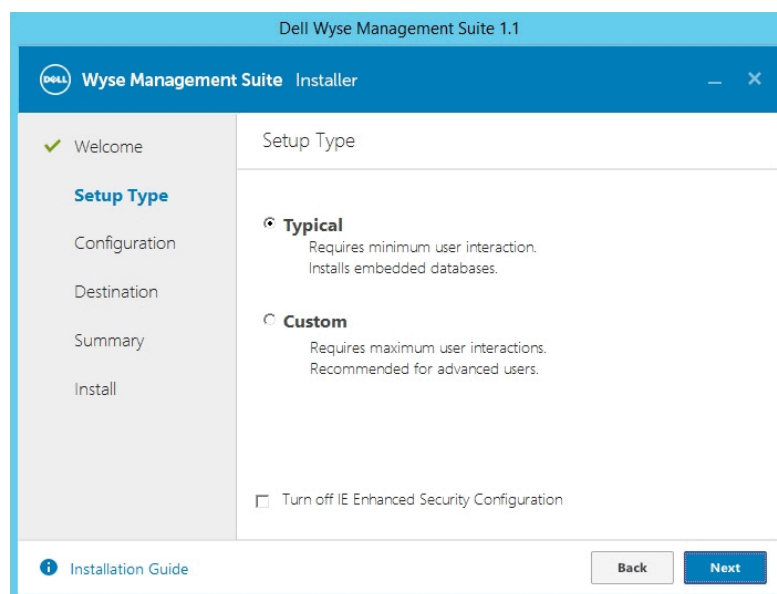 Dell Wyse Management Suite 1.1
DELL Wyse Management Suite Installer
Welcome
Setup Type
Configuration
Destination
Summary
Install
Setup Type
Typical
Requires minimum user interaction.
Installs embedded databases.
Custom
Requires maximum user interactions.
Recommended for advanced users.
Turn off IE Enhanced Security Configuration
Installation Guide
Back
Next